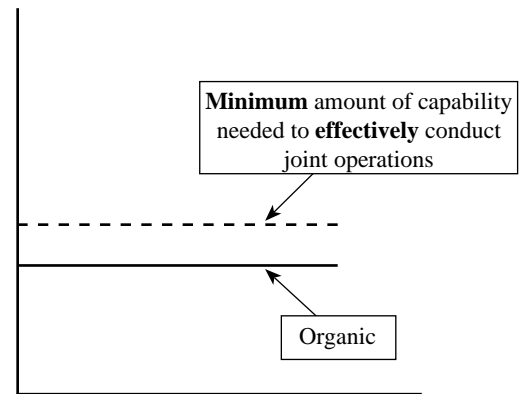 Minimum amount of capability
needed to effectively conduct
joint operations
Organic